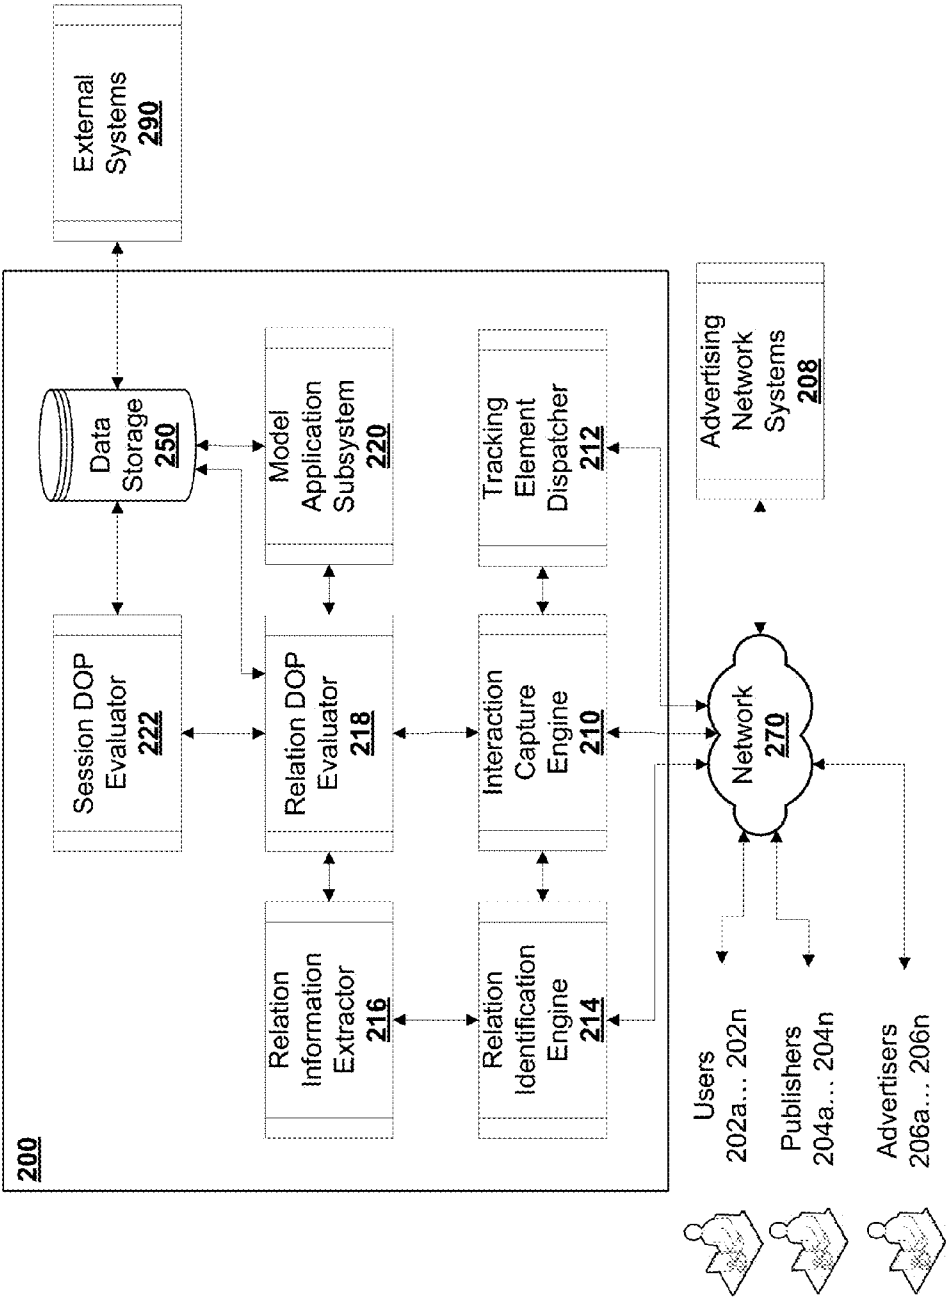 200
Relation
Information
Extractor
216
Relation
Identification
Engine
214
Session DOP
Evaluator
222
Relation DOP
Evaluator
218
Interaction
Capture
Engine
210
Data
Storage
250
Model
Application
Subsystem
220
Tracking
Element
Dispatcher
212
External
Systems
290
Users
202a... 202n
Publishers
204a... 204n
Advertisers
206a... 206n
Network
270
Advertising
Network
Systems
208